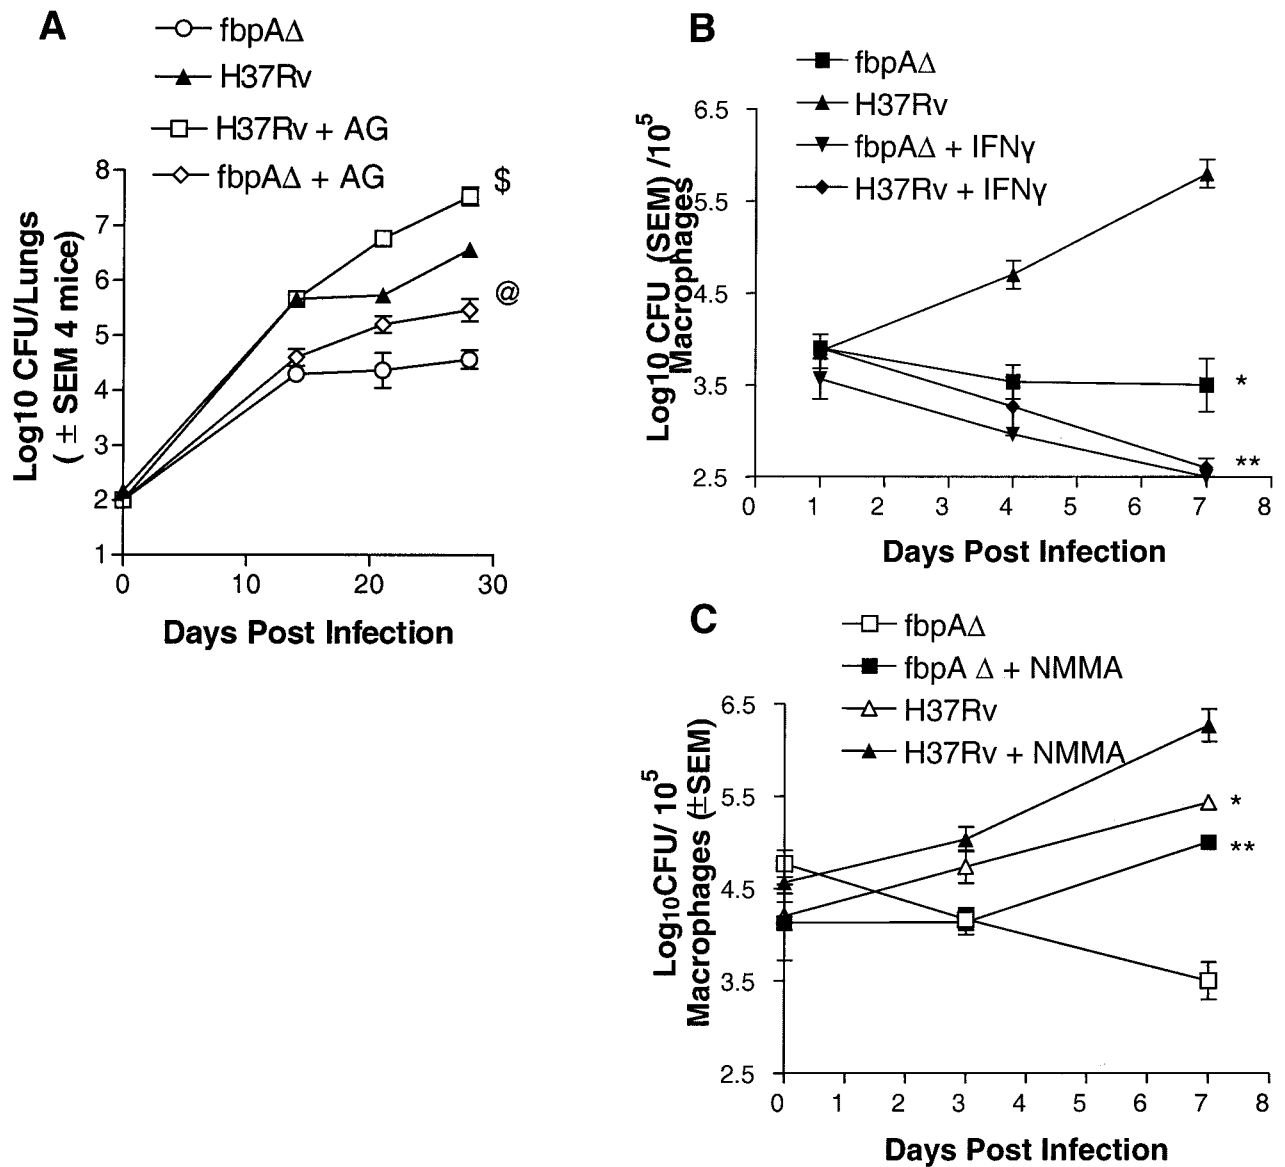 A
fbpAΔ
H37Rv
H37Rv + AG
fbpAΔ + AG
Log10 CFU/Lungs
( ± SEM 4 mice)
8
7
6
5
4
3
2
1
$
@
0
10
20
30
Days Post Infection
B
fbpAΔ
H37Rv
fbpAΔ + IFNγ
H37Rv + IFNγ
Log10 CFU (SEM) /10⁵
Macrophages
6.5
5.5
4.5
3.5
2.5
*
**
0 1 2 3 4 5 6 7 8
Days Post Infection
C
fbpAΔ
fbpA Δ + NMMA
H37Rv
H37Rv + NMMA
Log₁₀CFU/ 10⁵
Macrophages (±SEM)
6.5
5.5
4.5
3.5
2.5
*
**
0 1 2 3 4 5 6 7 8
Days Post Infection